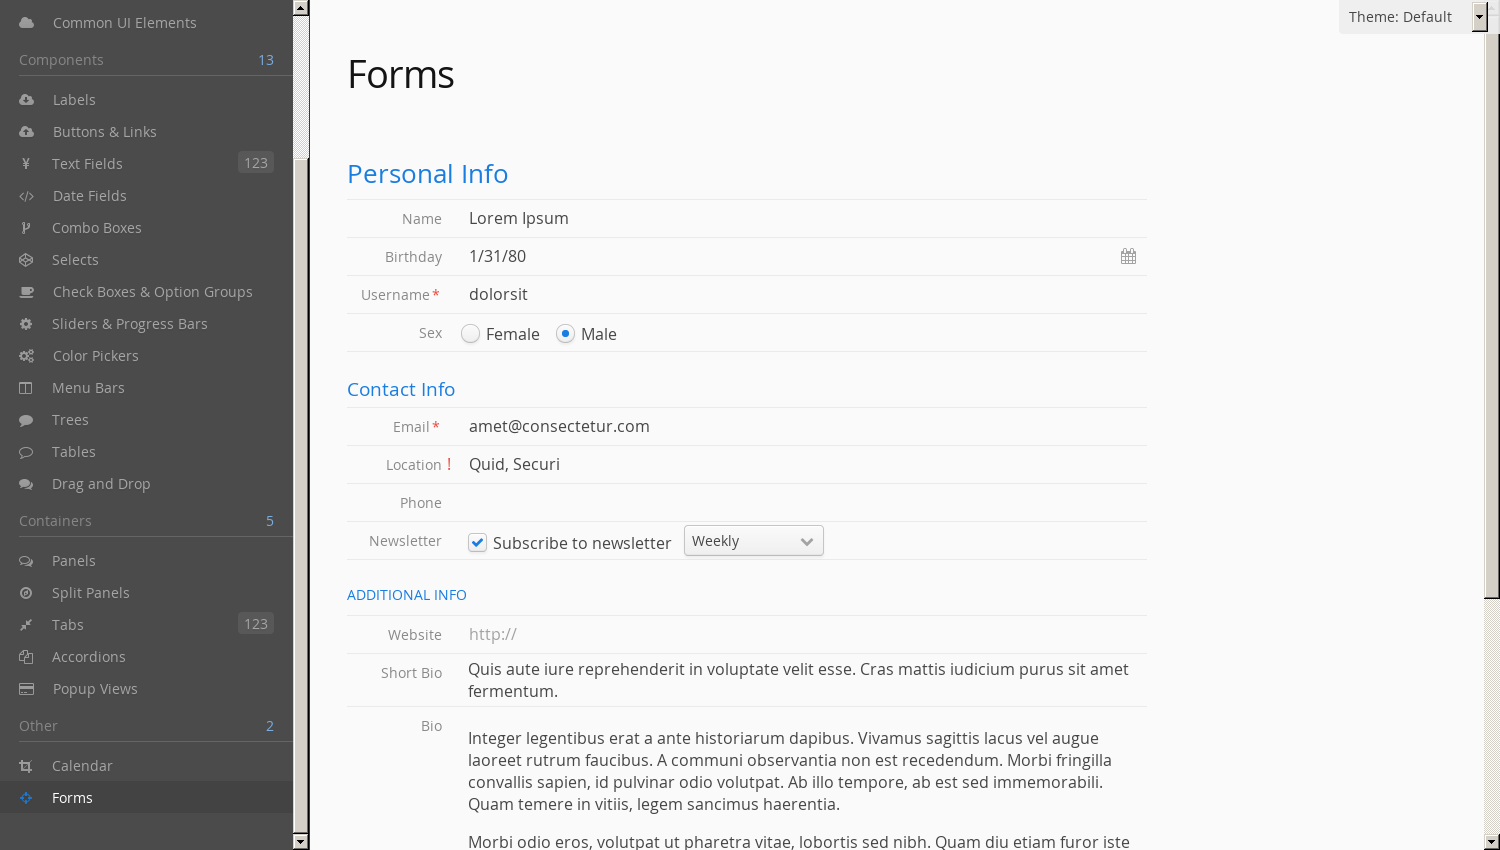 Common UI Elements
Components 13
Labels
Buttons & Links
Text Fields 123
Date Fields
Combo Boxes
Selects
Check Boxes & Option Groups
Sliders & Progress Bars
Color Pickers
Menu Bars
Trees
Tables
Drag and Drop
Containers 5
Panels
Split Panels
Tabs 123
Accordions
Popup Views
Other 2
Calendar
Forms
Theme: Default
Forms
Personal Info
Name Lorem Ipsum
Birthday 1/31/80
Username* dolorsit
Sex Female Male
Contact Info
Email* amet@consectetur.com
Location ! Quid, Securi
Phone
Newsletter Subscribe to newsletter Weekly
ADDITIONAL INFO
Website http://
Short Bio Quis aute iure reprehenderit in voluptate velit esse. Cras mattis iudicium purus sit amet
fermentum.
Bio
Integer legentibus erat a ante historiarum dapibus. Vivamus sagittis lacus vel augue
laoreet rutrum faucibus. A communi observantia non est recedendum. Morbi fringilla
convallis sapien, id pulvinar odio volutpat. Ab illo tempore, ab est sed immemorabili.
Quam temere in vitiis, legem sancimus haerentia.
Morbi odio eros, volutpat ut pharetra vitae, lobortis sed nibh. Quam diu etiam furor iste